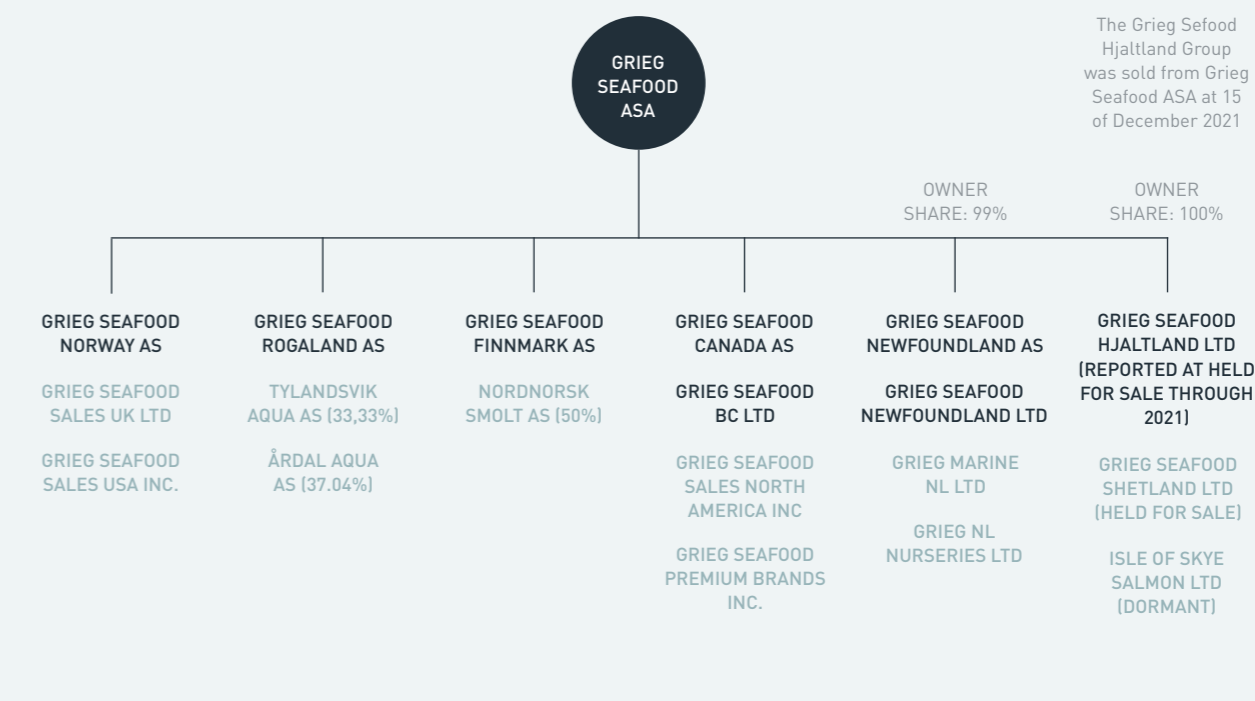 GRIEG
SEAFOOD
ASA
The Grieg Sefood
Hjaltland Group
was sold from Grieg
Seafood ASA at 15
of December 2021
OWNER
SHARE: 99%
OWNER
SHARE: 100%
GRIEG SEAFOOD
NORWAY AS
GRIEG SEAFOOD
SALES UK LTD
GRIEG SEAFOOD
SALES USA INC.
GRIEG SEAFOOD
ROGALAND AS
TYLANDSVIK
AQUA AS (33,33%)
ÅRDAL AQUA
AS (37.04%)
GRIEG SEAFOOD
FINNMARK AS
NORDNORSK
SMOLT AS (50%)
GRIEG SEAFOOD
CANADA AS
GRIEG SEAFOOD
BC LTD
GRIEG SEAFOOD
SALES NORTH
AMERICA INC
GRIEG SEAFOOD
PREMIUM BRANDS
INC.
GRIEG SEAFOOD
NEWFOUNDLAND AS
GRIEG SEAFOOD
NEWFOUNDLAND LTD
GRIEG MARINE
NL LTD
GRIEG NL
NURSERIES LTD
GRIEG SEAFOOD
HJALTLAND LTD
(REPORTED AT HELD
FOR SALE THROUGH
2021)
GRIEG SEAFOOD
SHETLAND LTD
(HELD FOR SALE)
ISLE OF SKYE
SALMON LTD
(DORMANT)